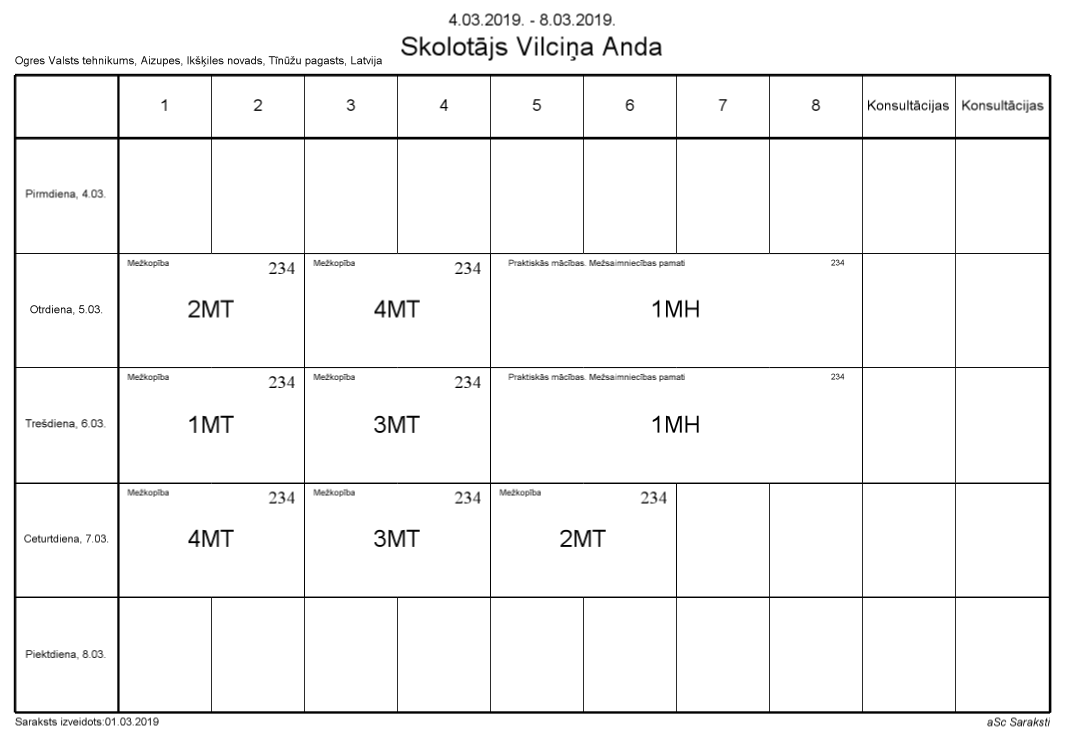 4.03.2019. - 8.03.2019.
Skolotājs Vilciņa Anda
Ogres Valsts tehnikums, Aizupes, Ikšķiles novads, Tīnūžu pagasts, Latvija
1 2 3 4 5 6 7 8 Konsultācijas Konsultācijas
Pirmdiena, 4.03.
Mežkopība 234 Mežkopība 234 Praktiskās mācības. Mežsaimniecības pamati 234
Otrdiena, 5.03. 2MT 4MT 1MH
Mežkopība 234 Mežkopība 234 Praktiskās mācības. Mežsaimniecības pamati 234
Trešdiena, 6.03. 1MT 3MT 1MH
Mežkopība 234 Mežkopība 234 Mežkopība 234
Ceturtdiena, 7.03. 4MT 3MT 2MT
Piektdiena, 8.03.
Saraksts izveidots:01.03.2019 aSc Saraksti